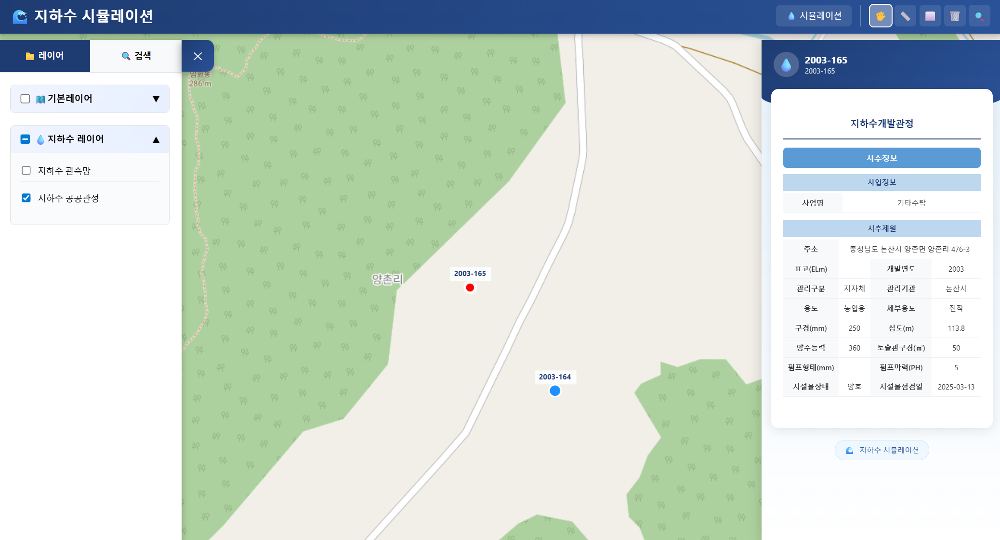 지하수 시뮬레이션
시뮬레이션
레이어
검색
기본레이어
▼
지하수 레이어
▲
지하수 관측망
지하수 공공관정
286 m
양촌리
2003-165
2003-164
2003-165
2003-165
지하수개발관정
시추정보
사업정보
사업명 기타수탁
시추제원
주소 충청남도 논산시 양촌면 양촌리 476-3
표고(ELm) 개발연도 2003
관리구분 지자체 관리기관 논산시
용도 농업용 세부용도 전작
구경(mm) 250 심도(m) 113.8
양수능력 360 토출관구경(㎥) 50
펌프형태(mm) 펌프마력(PH) 5
시설물상태 양호 시설물점검일 2025-03-13
지하수 시뮬레이션